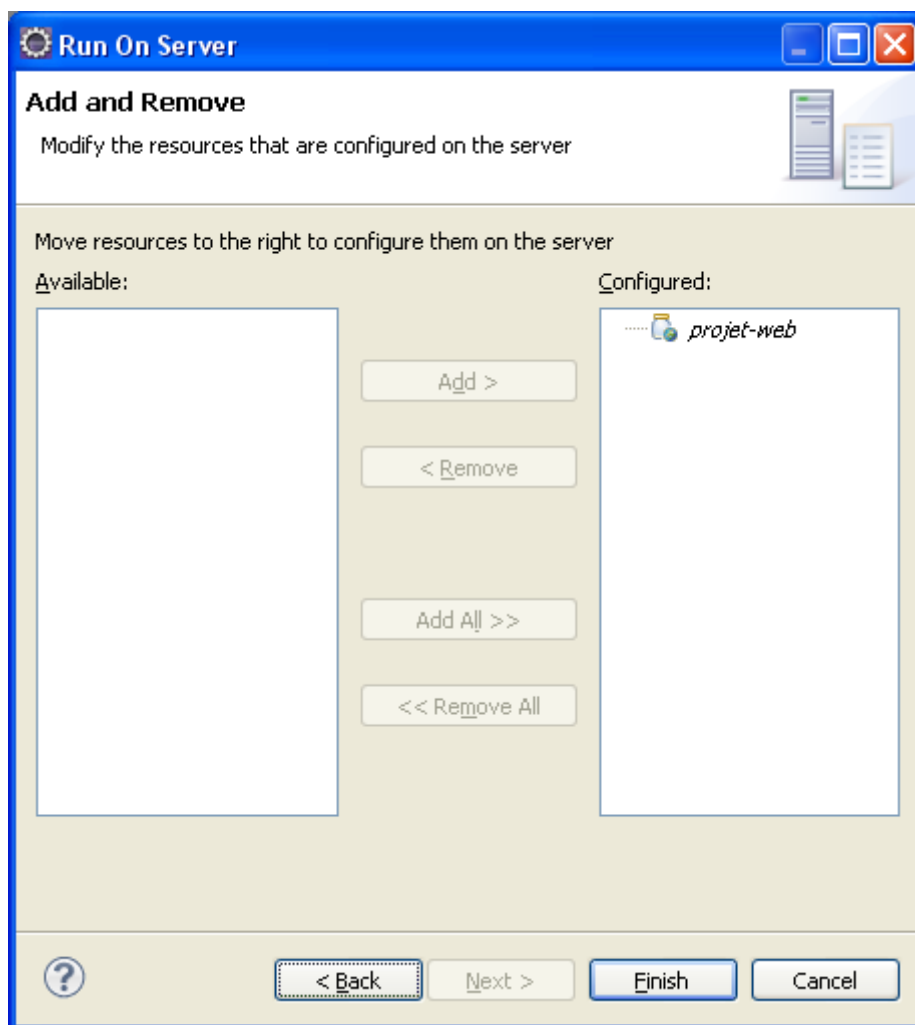 Run On Server
Add and Remove
Modify the resources that are configured on the server
Move resources to the right to configure them on the server
Available:
Configured:
projet-web
Add >
< Remove
Add All >>
<< Remove All
?
< Back
Next >
Finish
Cancel